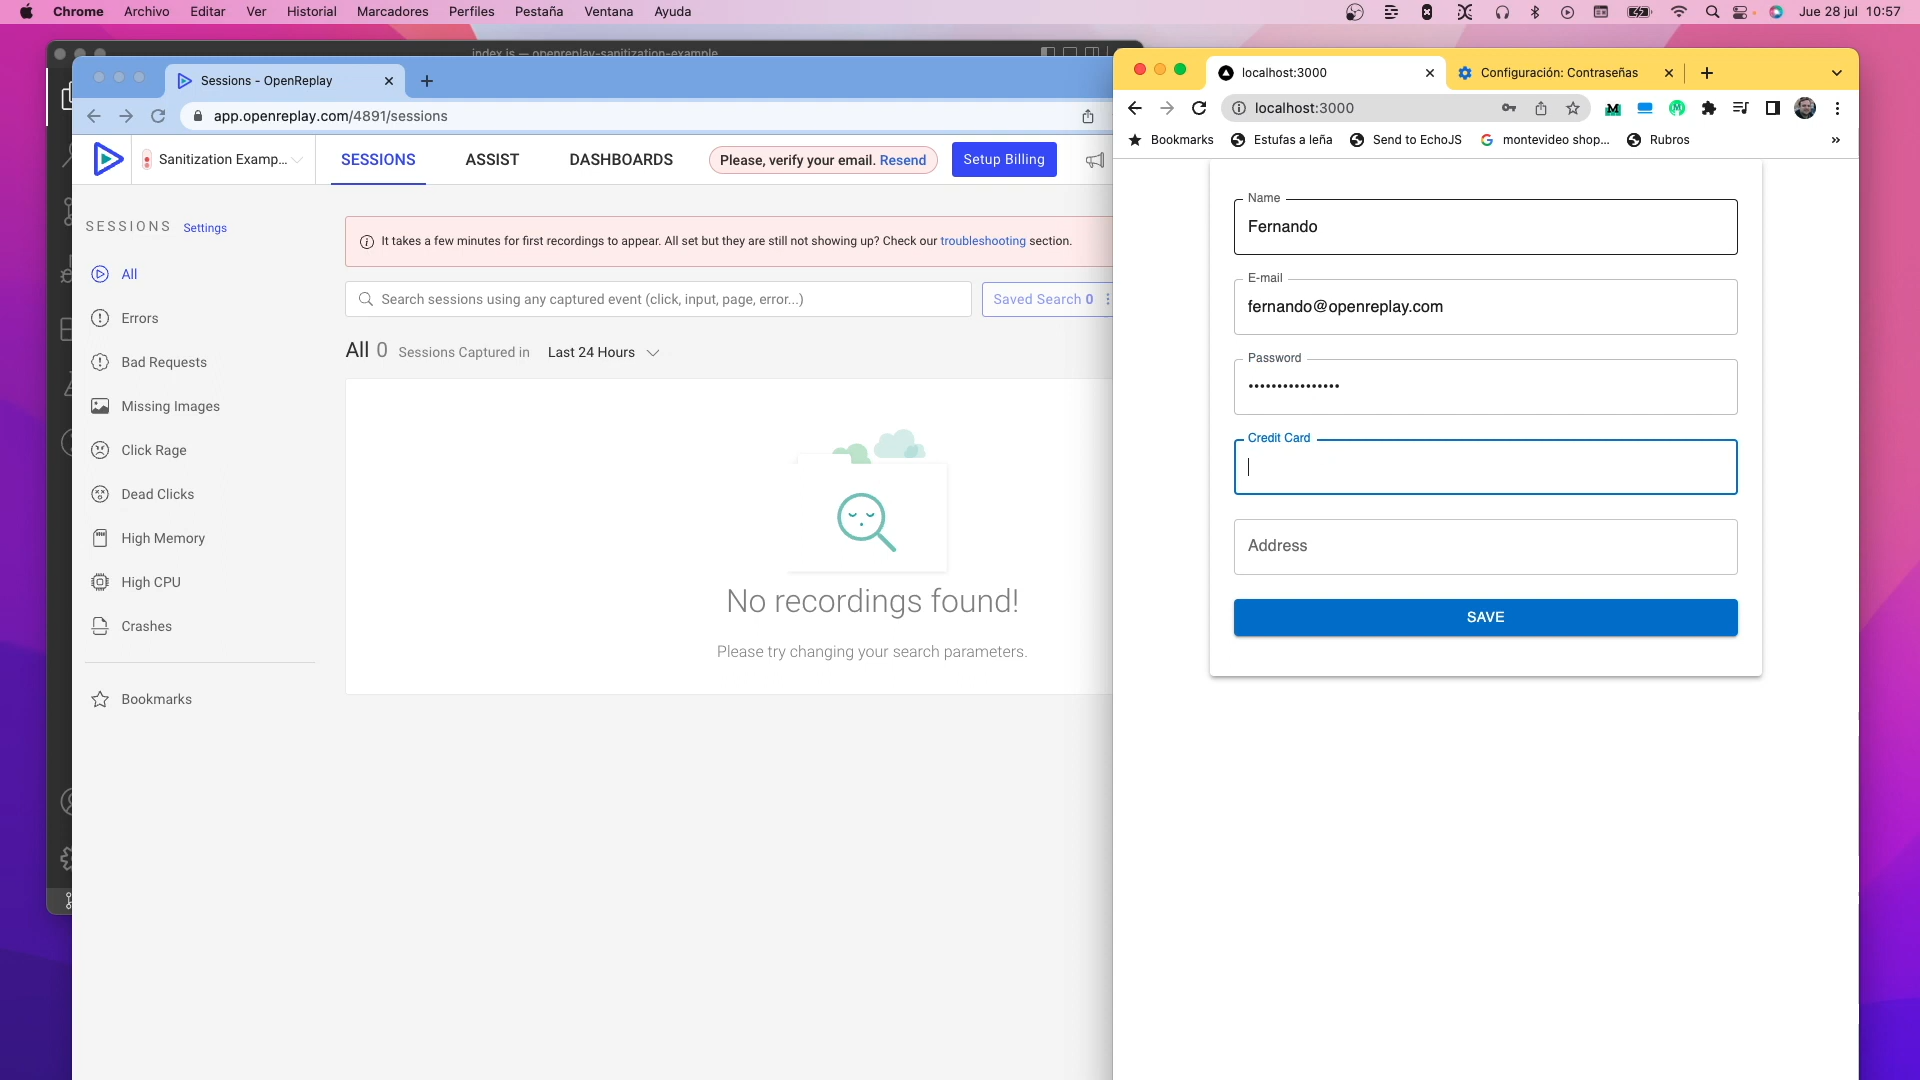 Chrome Archivo Editar Ver Historial Marcadores Perfiles Pestaña Ventana Ayuda Jue 28 jul 10:57
index.js — openreplay-sanitization-example
Sessions - OpenReplay
app.openreplay.com/4891/sessions
Sanitization Examp... SESSIONS ASSIST DASHBOARDS Please, verify your email. Resend Setup Billing
SESSIONS Settings
It takes a few minutes for first recordings to appear. All set but they are still not showing up? Check our troubleshooting section.
All
Errors
Bad Requests
Missing Images
Click Rage
Dead Clicks
High Memory
High CPU
Crashes
Bookmarks
Search sessions using any captured event (click, input, page, error...)
Saved Search 0
All 0 Sessions Captured in Last 24 Hours
No recordings found!
Please try changing your search parameters.
localhost:3000
Configuración: Contraseñas
localhost:3000
Bookmarks Estufas a leña Send to EchoJS montevideo shop... Rubros »
Name
Fernando
E-mail
fernando@openreplay.com
Password
••••••••••••••••
Credit Card
Address
SAVE